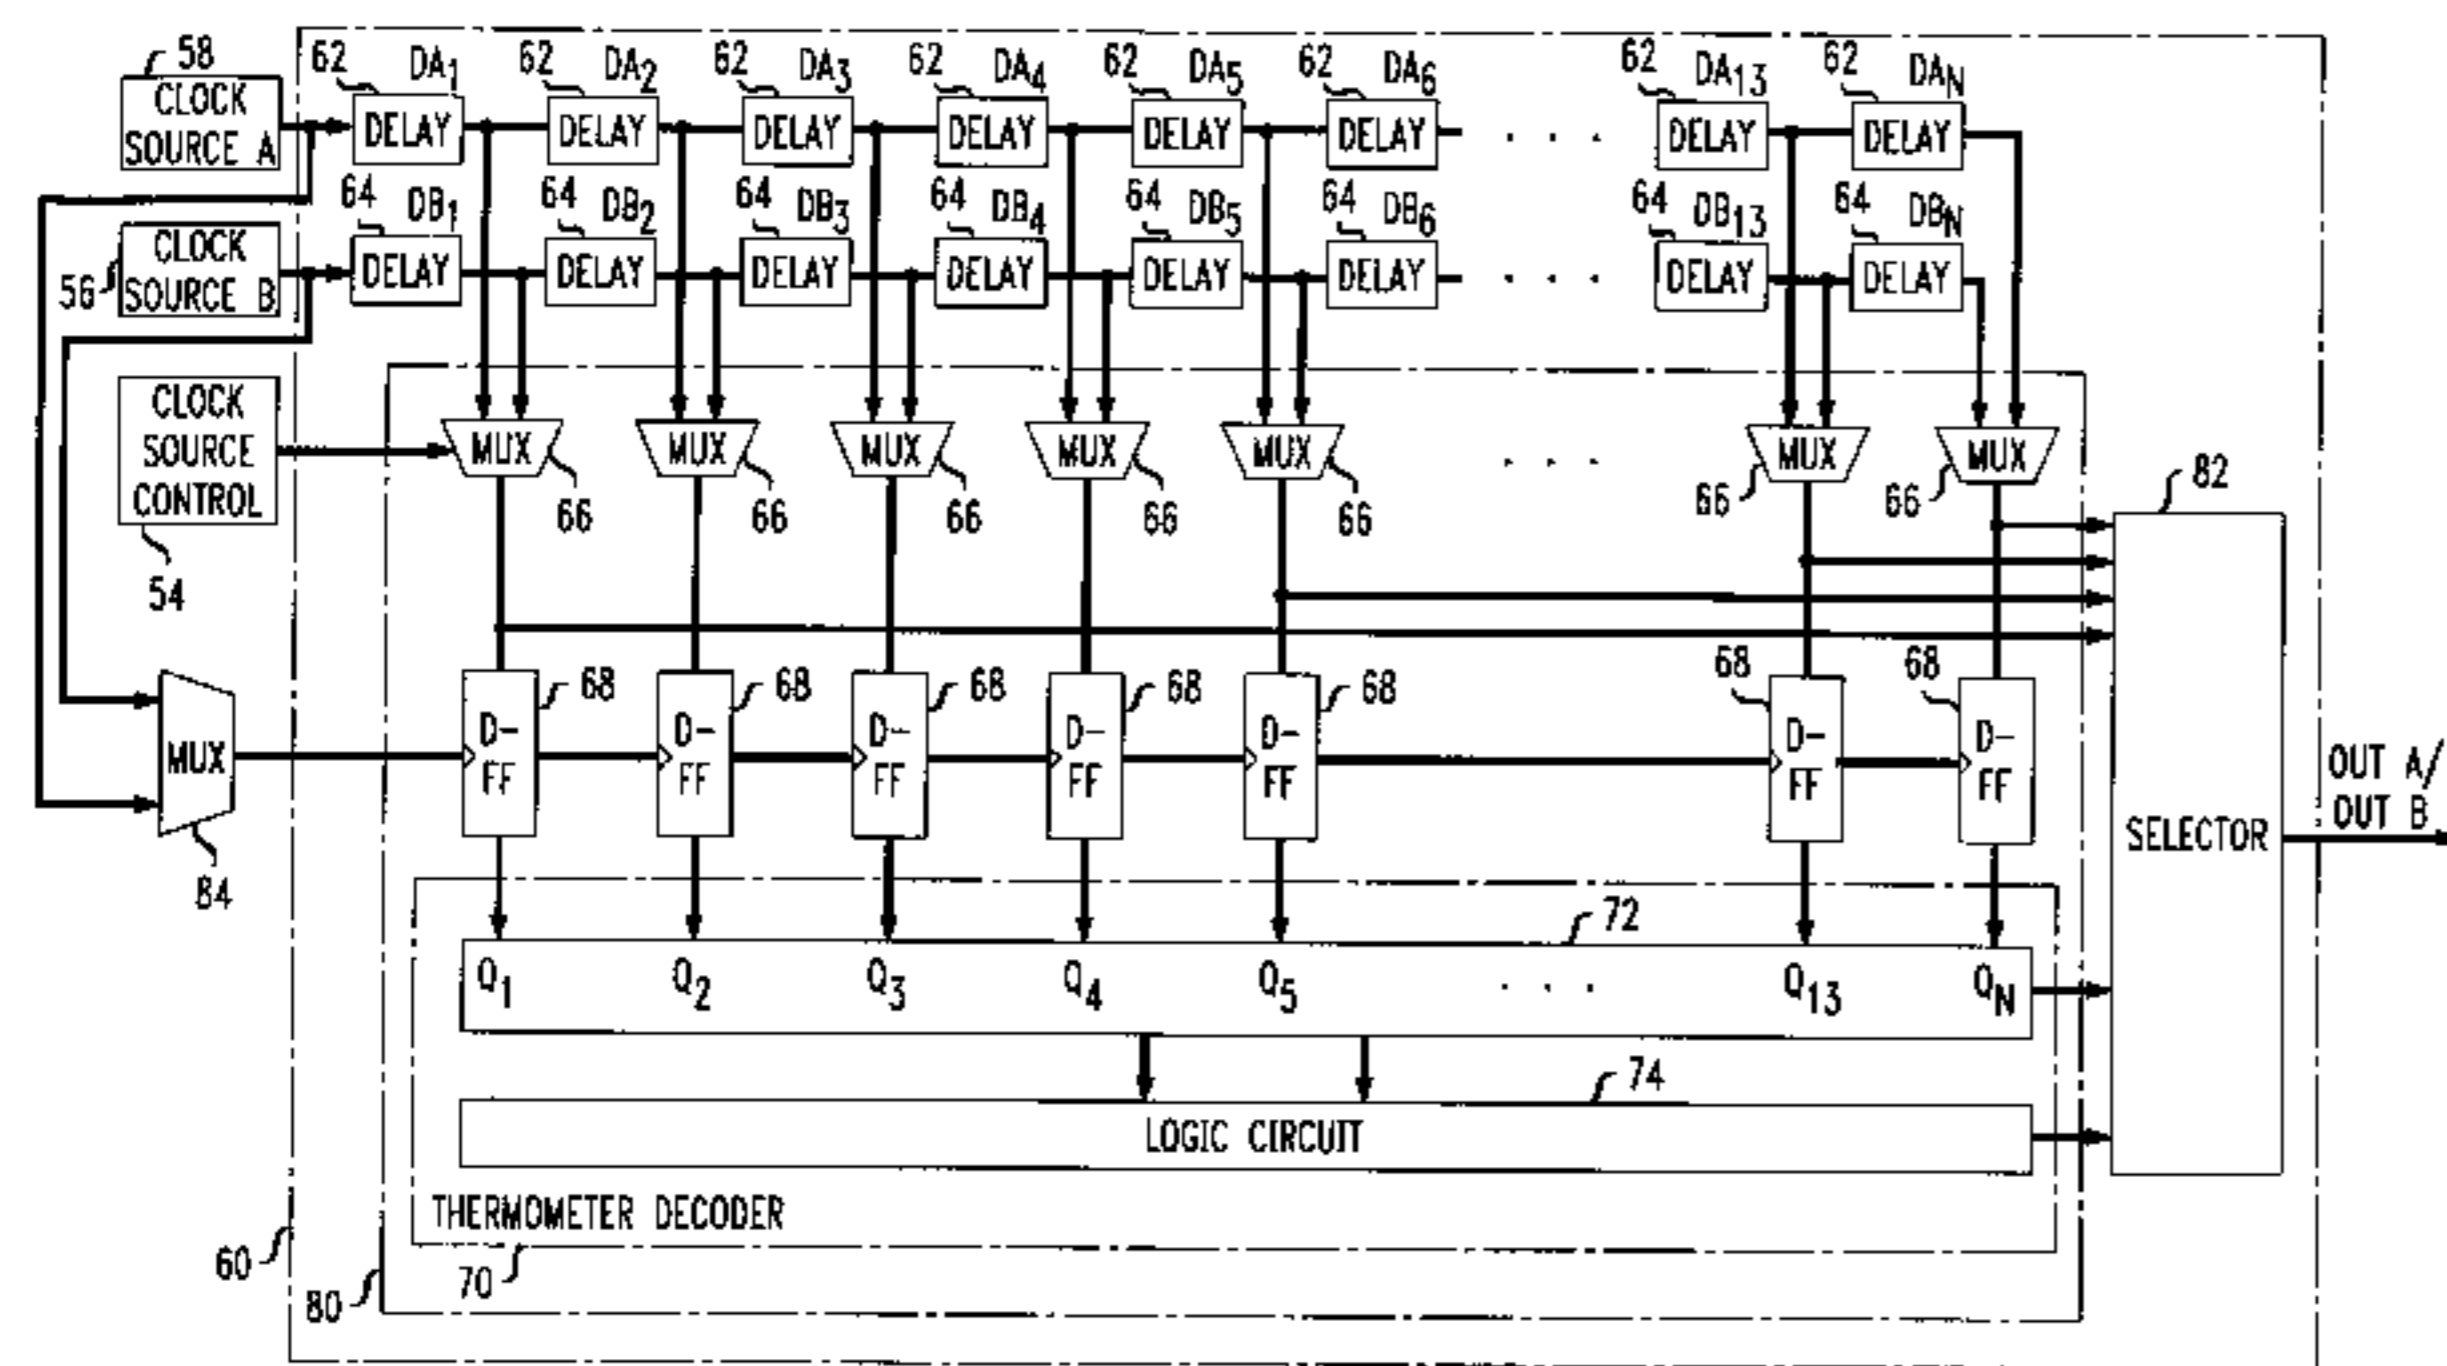 58
CLOCK
SOURCE A
62 DA1 62 DA2 62 DA3 62 DA4 62 DA5 62 DA6 62 DA13 62 DAN
DELAY DELAY DELAY DELAY DELAY DELAY . . . DELAY DELAY
64 DB1 64 DB2 64 DB3 64 DB4 64 DB5 64 DB6 64 DB13 64 DBN
CLOCK
SOURCE B
56
DELAY DELAY DELAY DELAY DELAY DELAY . . . DELAY DELAY
CLOCK
SOURCE
CONTROL
54
MUX MUX MUX MUX MUX . . . MUX MUX
66 66 66 66 66 66 66
82
68 68 68 68 68 68 68
D-
FF
D-
FF
D-
FF
D-
FF
D-
FF
D-
FF
D-
FF
MUX
84
SELECTOR
OUT A/
OUT B
72
Q1 Q2 Q3 Q4 Q5 . . . Q13 QN
74
LOGIC CIRCUIT
THERMOMETER DECODER
60
80
70